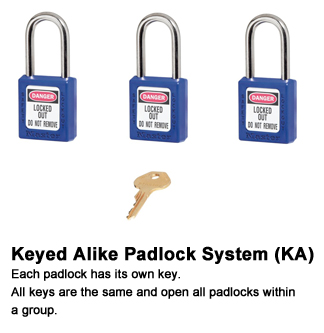 DANGER DANGER DANGER
LOCKED LOCKED LOCKED
OUT OUT OUT
DO NOT REMOVE DO NOT REMOVE DO NOT REMOVE
Keyed Alike Padlock System (KA)
Each padlock has its own key.
All keys are the same and open all padlocks within
a group.